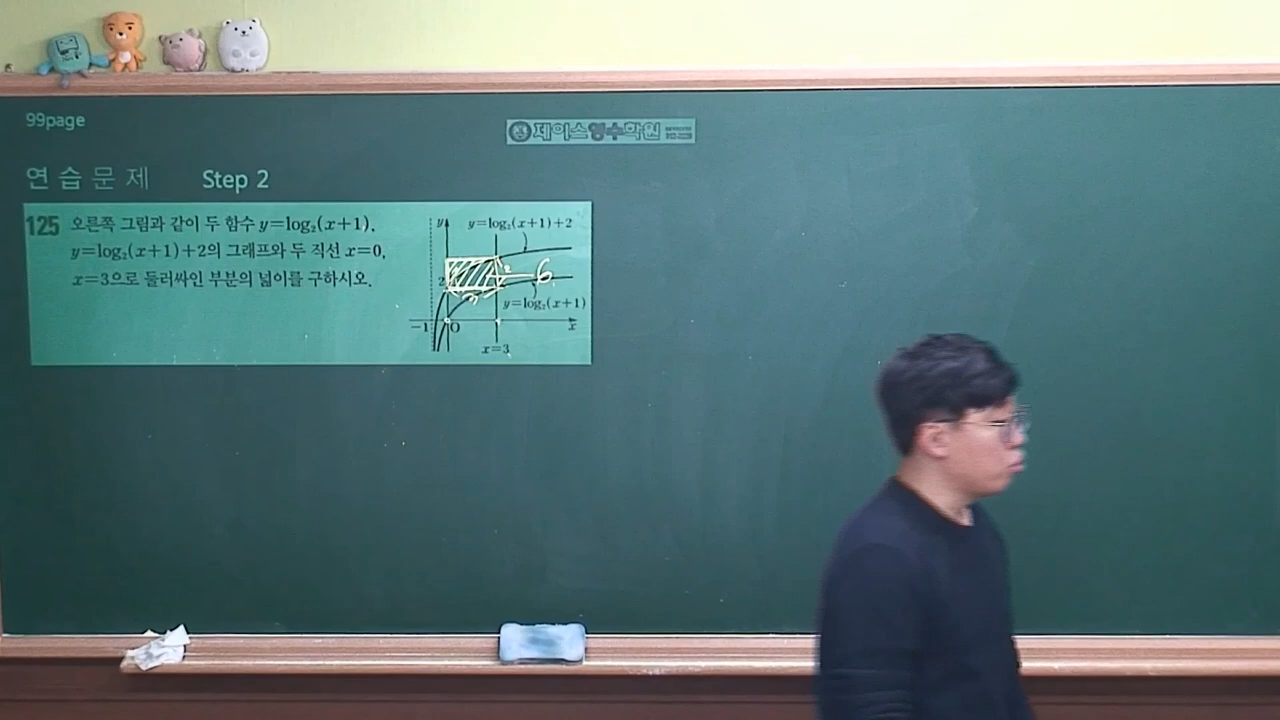 99page
제이스영수학원
연습문제 Step 2
125 오른쪽 그림과 같이 두 함수 y=log₂(x+1),
y=log₂(x+1)+2의 그래프와 두 직선 x=0,
x=3으로 둘러싸인 부분의 넓이를 구하시오.
y
y=log₂(x+1)+2
2
2
6
3
y=log₂(x+1)
-1
O
x
x=3